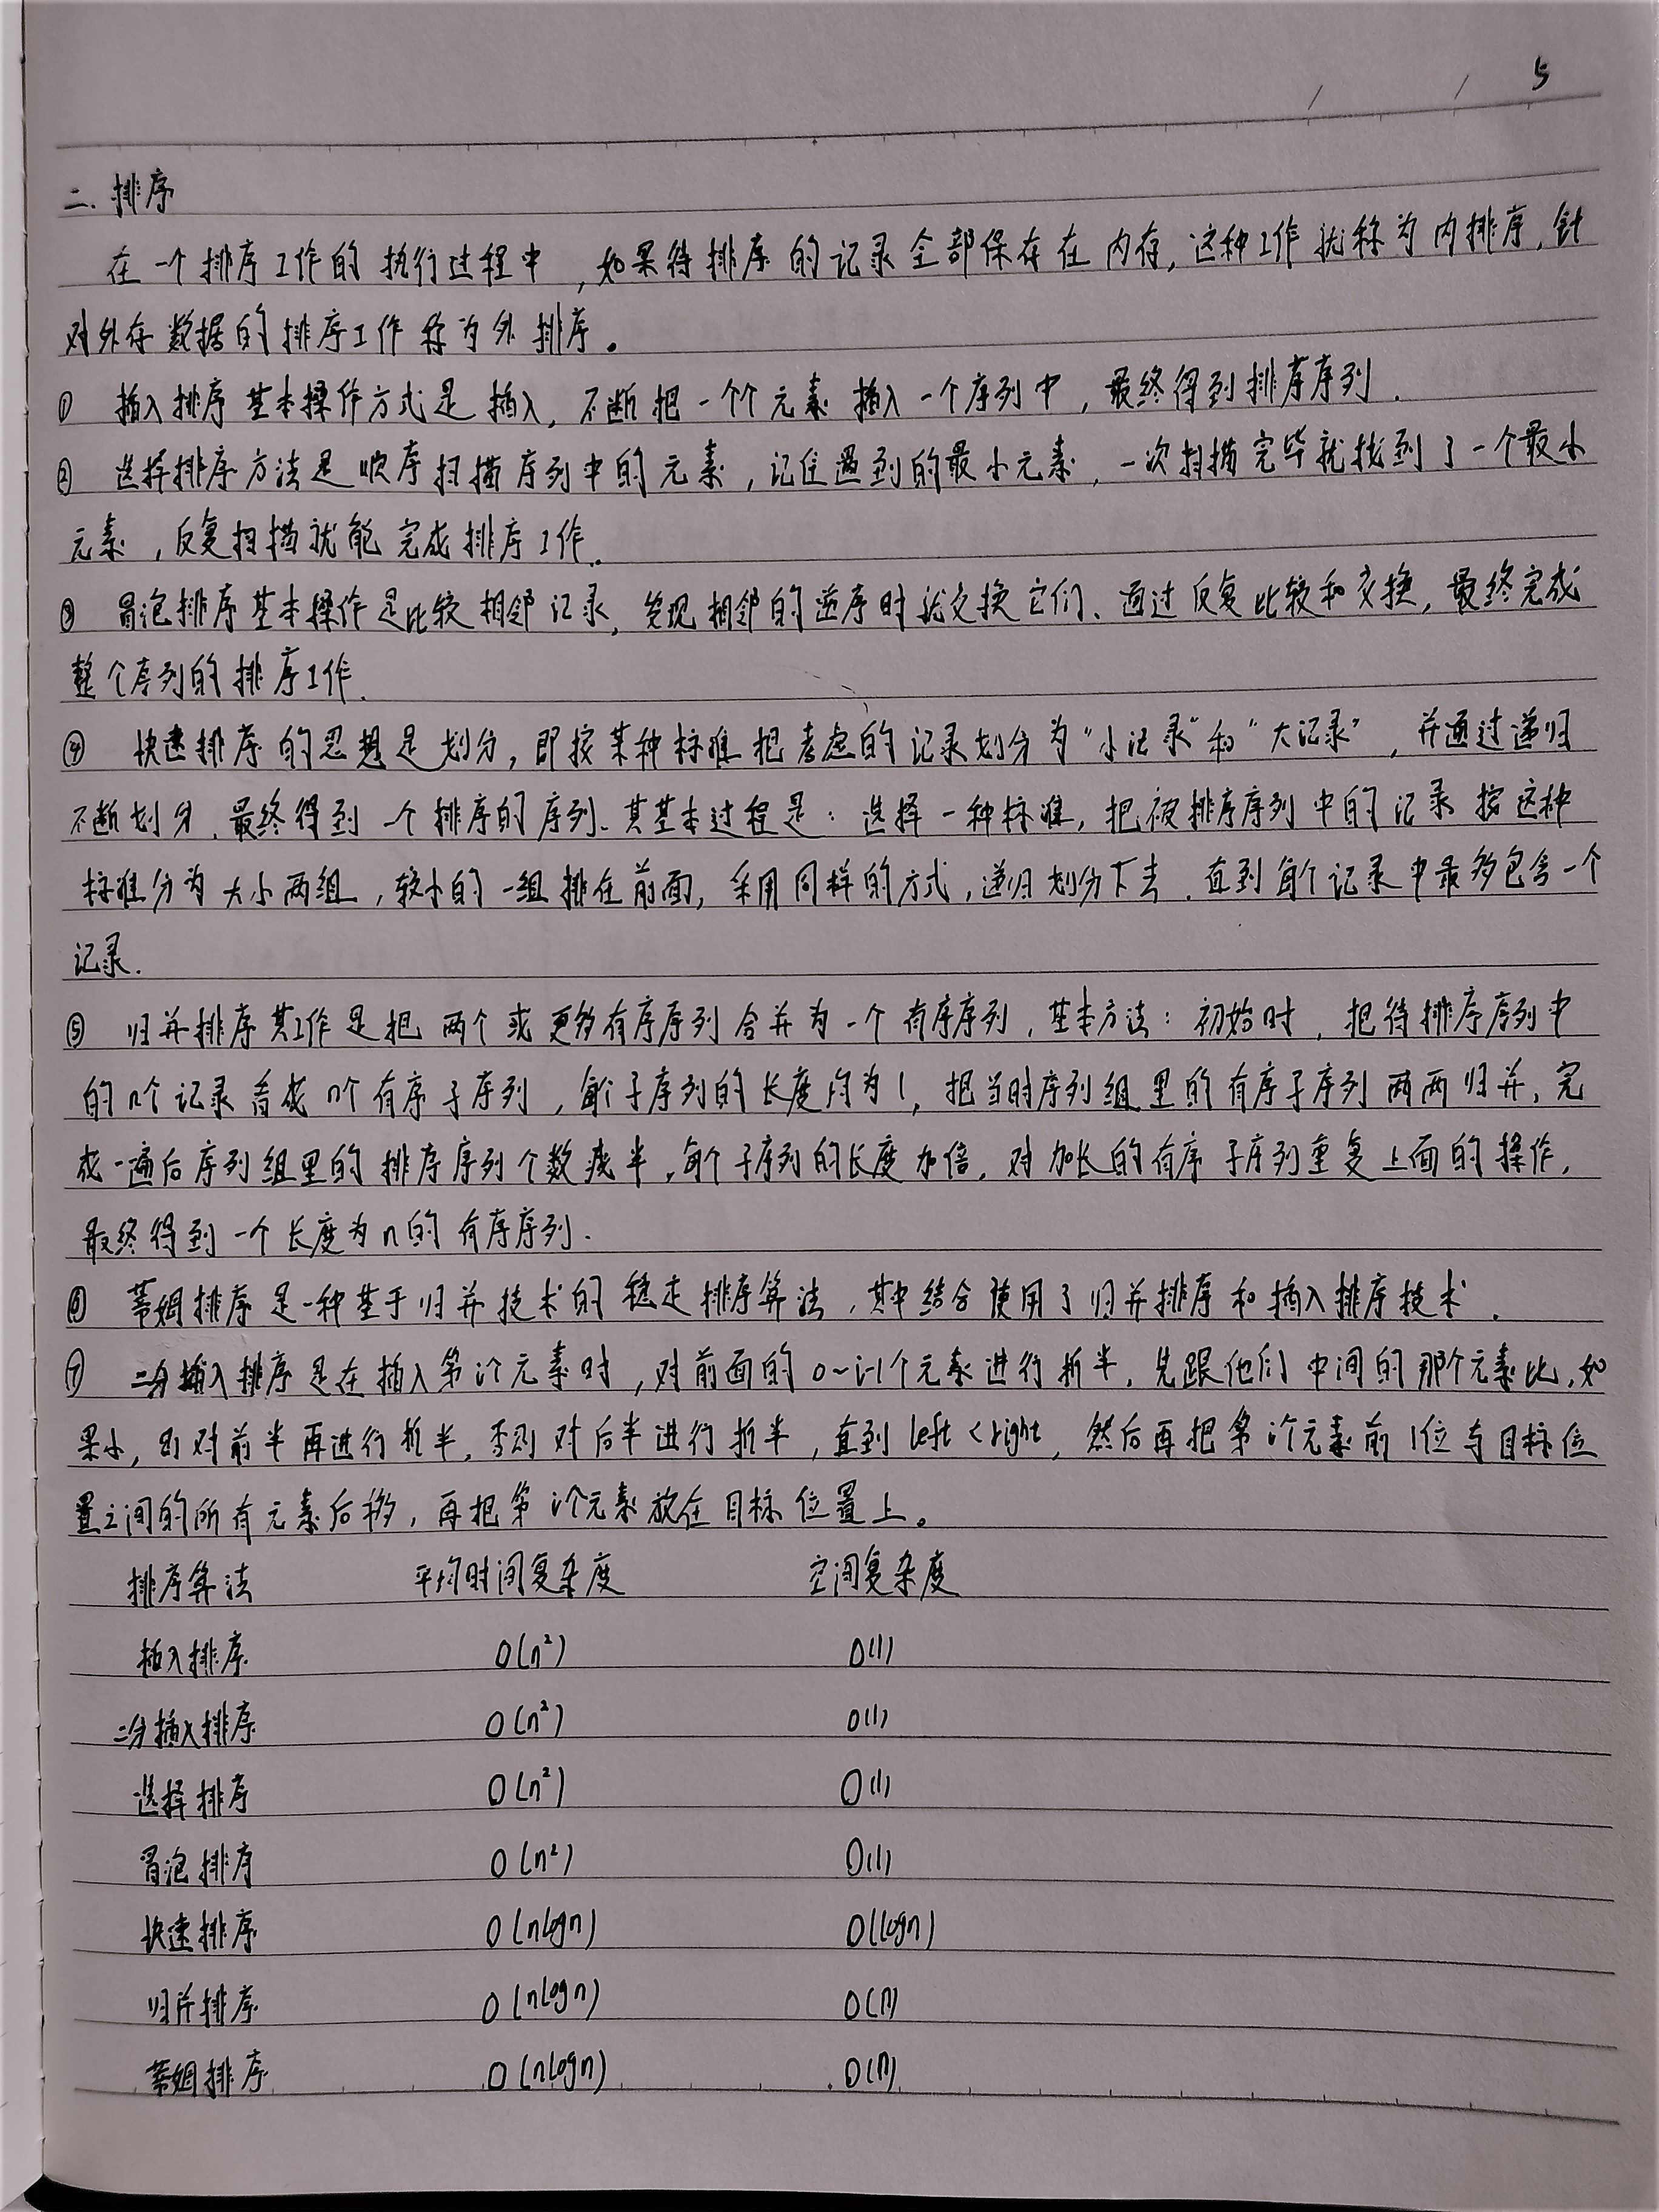 5
二. 排序
在一个排序工作的执行过程中,如果待排序的记录全部保存在内存,这种工作就称为内排序,针
对外存数据的排序工作称为外排序。
① 插入排序基本操作方式是插入,不断把一个个元素插入一个序列中,最终得到排序序列.
② 选择排序方法是顺序扫描序列中的元素,记住遇到的最小元素,一次扫描完毕就找到了一个最小
元素,反复扫描就能完成排序工作.
③ 冒泡排序基本操作是比较相邻记录,发现相邻的逆序时就交换它们、通过反复比较和交换,最终完成
整个序列的排序工作.
④ 快速排序的思想是划分,即按某种标准把考虑的记录划分为“小记录”和“大记录”,并通过递归
不断划分,最终得到一个排序的序列.其基本过程是:选择一种标准,把被排序序列中的记录按这种
标准分为大小两组,较小的一组排在前面,采用同样的方式,递归划分下去.直到每个记录中最多包含一个
记录.
⑤ 归并排序其工作是把两个或更多有序序列合并为一个有序序列,基本方法:初始时,把待排序序列中
的n个记录看成n个有序子序列,每个子序列的长度均为1,把当时序列组里的有序子序列两两归并,完
成一遍后序列组里的排序序列个数减半,每个子序列的长度加倍,对加长的有序子序列重复上面的操作,
最终得到一个长度为n的有序序列.
⑥ 蒂姆排序是一种基于归并技术的稳定排序算法,其中结合使用了归并排序和插入排序技术.
⑦ 二分插入排序是在插入第i个元素时,对前面的0~i-1个元素进行折半,先跟他们中间的那个元素比,如
果小,则对前半再进行折半,否则对后半进行折半,直到left<right,然后再把第i个元素前1位与目标位
置之间的所有元素后移,再把第i个元素放在目标位置上。
排序算法 平均时间复杂度 空间复杂度
插入排序 O(n²) O(1)
二分插入排序 O(n²) O(1)
选择排序 O(n²) O(1)
冒泡排序 O(n²) O(1)
快速排序 O(nlogn) O(logn)
归并排序 O(nlogn) O(n)
蒂姆排序 O(nlogn) O(n)